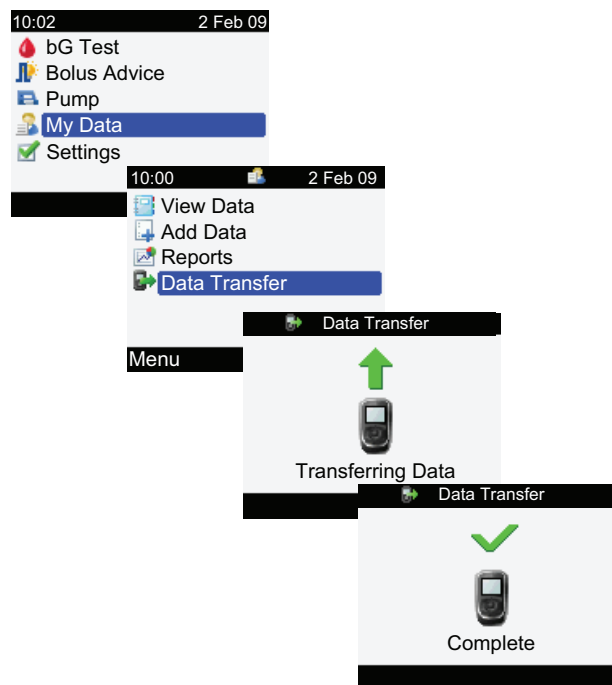 10:02 2 Feb 09
bG Test
Bolus Advice
Pump
My Data
Settings
10:00 2 Feb 09
View Data
Add Data
Reports
Data Transfer
Menu
Data Transfer
Transferring Data
Data Transfer
Complete